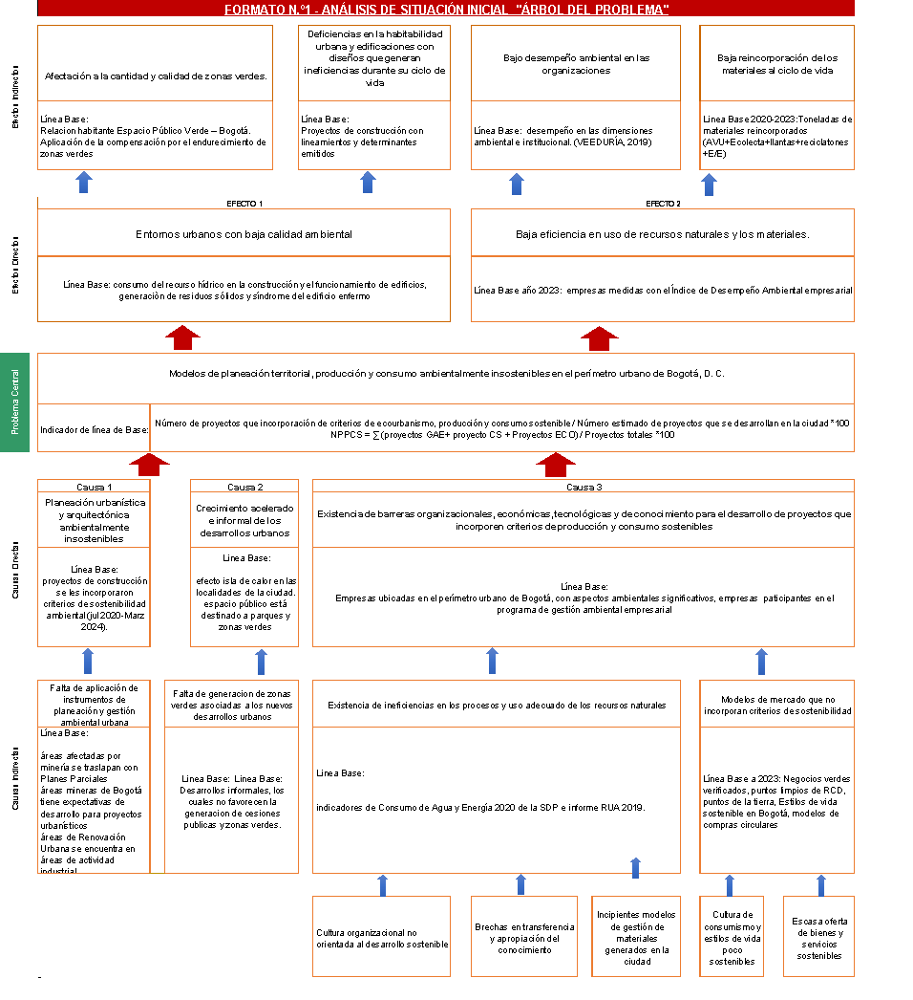 FORMATO N.°1 - ANÁLISIS DE SITUACIÓN INICIAL "ÁRBOL DEL PROBLEMA"
Efectos Indirectos
Afectación a la cantidad y calidad de zonas verdes.
Línea Base:
Relacion habitante Espacio Público Verde – Bogotá.
Aplicación de la compensación por el endurecimiento de
zonas verdes
Deficiencias en la habitabilidad
urbana y edificaciones con
diseños que generan
ineficiencias durante su ciclo de
vida
Línea Base:
Proyectos de construcción con
lineamientos y determinantes
emitidos
Bajo desempeño ambiental en las
organizaciones
Línea Base: desempeño en las dimensiones
ambiental e institucional. (VEEDURÍA, 2019)
Baja reincorporación de los
materiales al ciclo de vida
Linea Base 2020-2023:Toneladas de
materiales reincorporados
(AVU+Ecolecta+llantas+reciclatones
+E/E)
Efectos Directos
EFECTO 1
Entornos urbanos con baja calidad ambiental
Línea Base: consumo del recurso hídrico en la construcción y el funcionamiento de edificios,
generación de residuos sólidos y síndrome del edificio enfermo
EFECTO 2
Baja eficiencia en uso de recursos naturales y los materiales.
Línea Base año 2023: empresas medidas con el Índice de Desempeño Ambiental empresarial
Problema Central
Modelos de planeación territorial, producción y consumo ambientalmente insostenibles en el perímetro urbano de Bogotá, D. C.
Indicador de línea de Base:
Número de proyectos que incorporación de criterios de ecourbanismo, producción y consumo sostenible / Número estimado de proyectos que se desarrollan en la ciudad *100
NPPCS = ∑ (proyectos GAE+ proyecto CS + Proyectos ECO) / Proyectos totales *100
Causas Directas
Causa 1
Planeación urbanística
y arquitectónica
ambientalmente
insostenibles
Línea Base:
proyectos de construcción
se les incorporaron
criterios de sostenibilidad
ambiental(jul 2020-Marz
2024).
Causa 2
Crecimiento acelerado
e informal de los
desarrollos urbanos
Linea Base:
efecto isla de calor en las
localidades de la ciudad.
espacio público está
destinado a parques y
zonas verdes
Causa 3
Existencia de barreras organizacionales, económicas, tecnológicas y de conocimiento para el desarrollo de proyectos que
incorporen criterios de producción y consumo sostenibles
Línea Base:
Empresas ubicadas en el perímetro urbano de Bogotá, con aspectos ambientales significativos, empresas paticipantes en el
programa de gestión ambiental empresarial
Causas Indirectas
Falta de aplicación de
instrumentos de
planeación y gestión
ambiental urbana
Línea Base:
áreas afectadas por
minería se traslapan con
Planes Parciales
áreas mineras de Bogotá
tiene expectativas de
desarrollo para proyectos
urbanísticos
áreas de Renovación
Urbana se encuentra en
áreas de actividad
industrial
Falta de generacion de zonas
verdes asociadas a los nuevos
desarrollos urbanos
Linea Base: Linea Base:
Desarrollos informales, los
cuales no favorecen la
generacion de cesiones
publicas y zonas verdes.
Existencia de ineficiencias en los procesos y uso adecuado de los recursos naturales
Linea Base:
indicadores de Consumo de Agua y Energía 2020 de la SDP e informe RUA 2019.
Modelos de mercado que no
incorporan criterios de sostenibilidad
Línea Base a 2023: Negocios verdes
verificados, puntos limpios de RCD,
puntos de la tierra, Estilos de vida
sostenible en Bogotá, modelos de
compras circulares
Cultura organizacional no
orientada al desarrollo sostenible
Brechas en transferencia
y apropiación del
conocimiento
Incipientes modelos
de gestión de
materiales
generados en la
ciudad
Cultura de
consumismo y
estilos de vida
poco
sostenibles
Escasa oferta
de bienes y
servicios
sostenibles